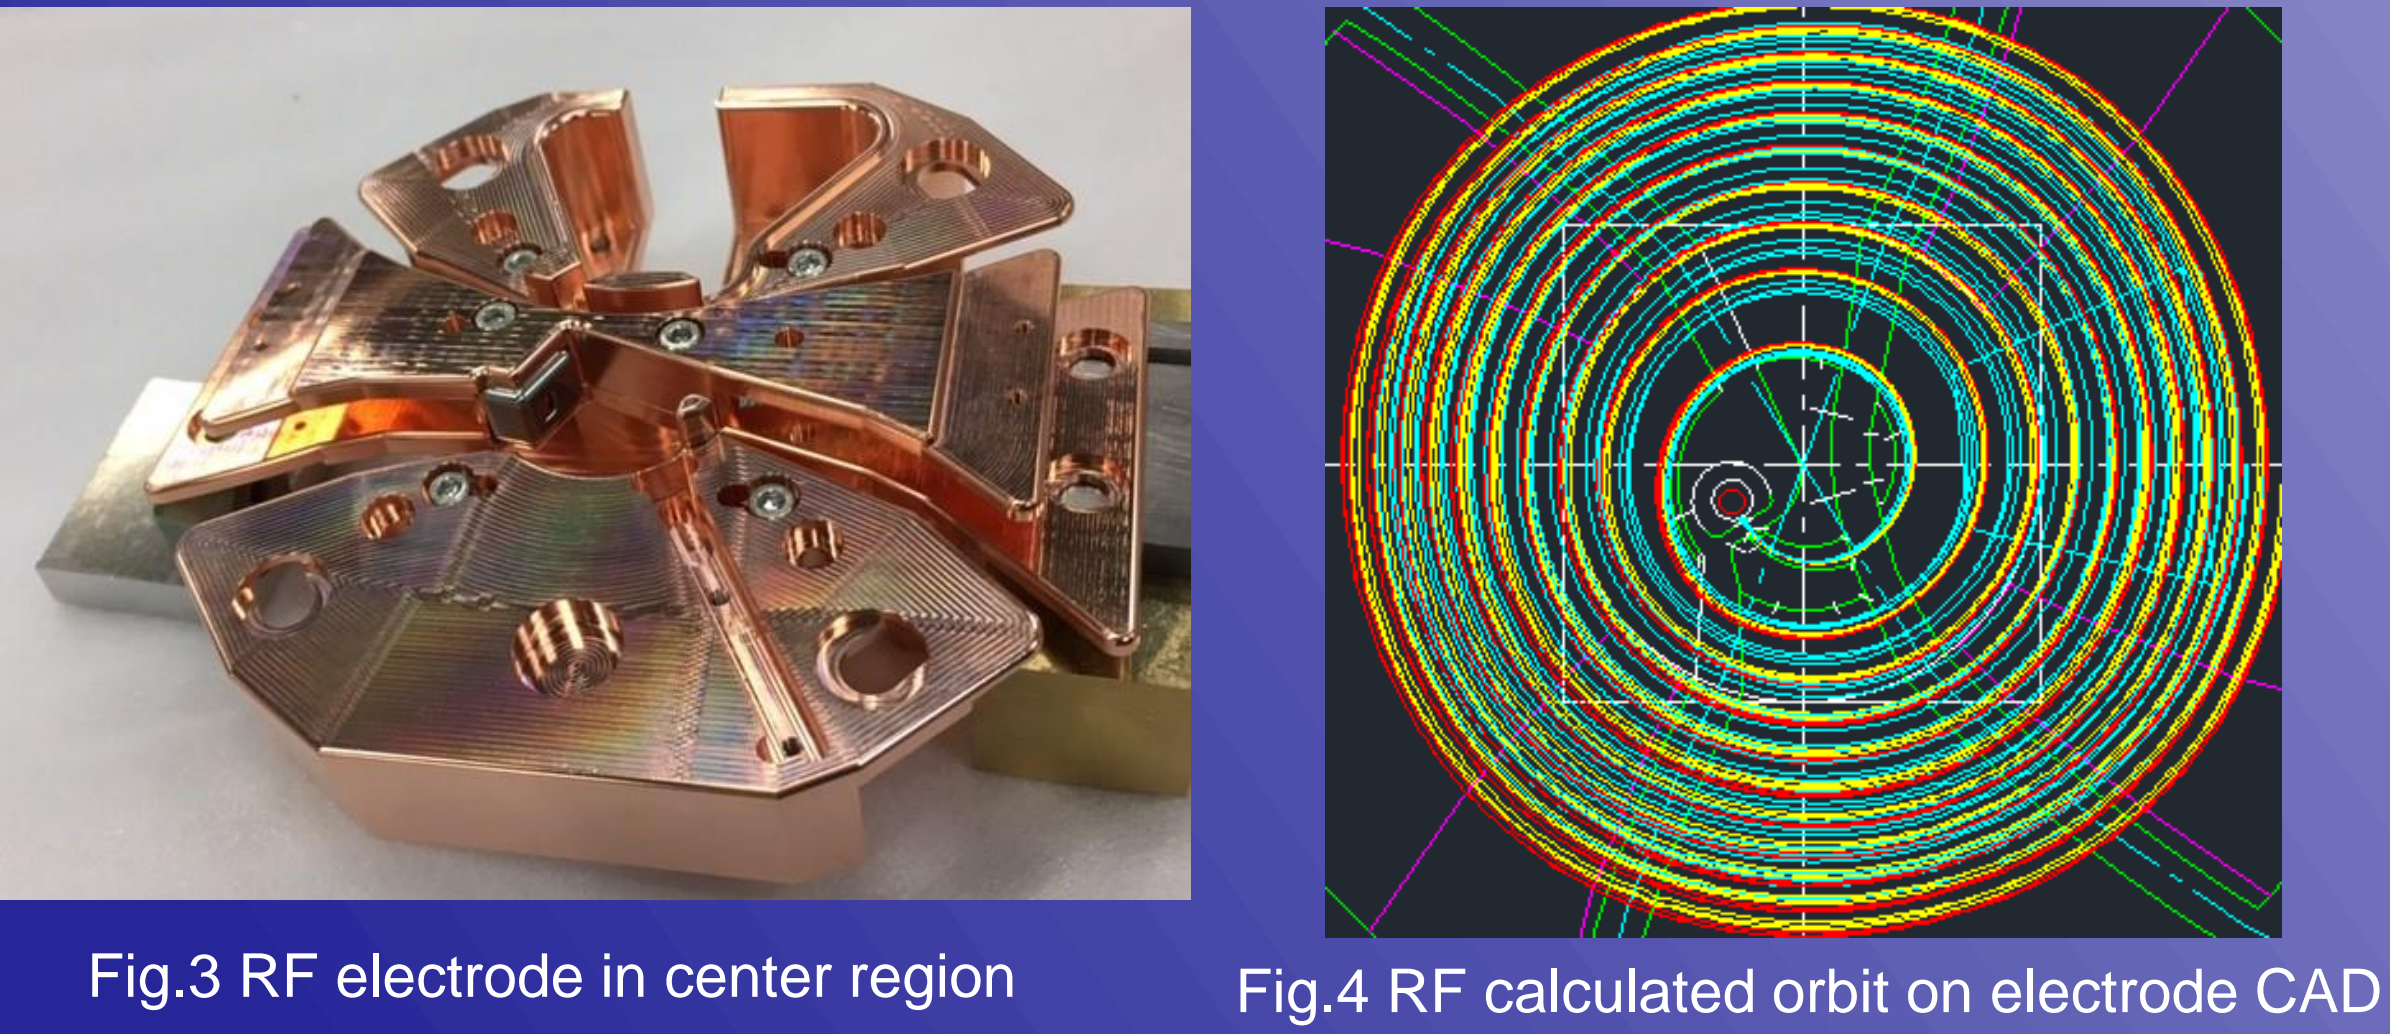 Fig.3 RF electrode in center region
Fig.4 RF calculated orbit on electrode CAD